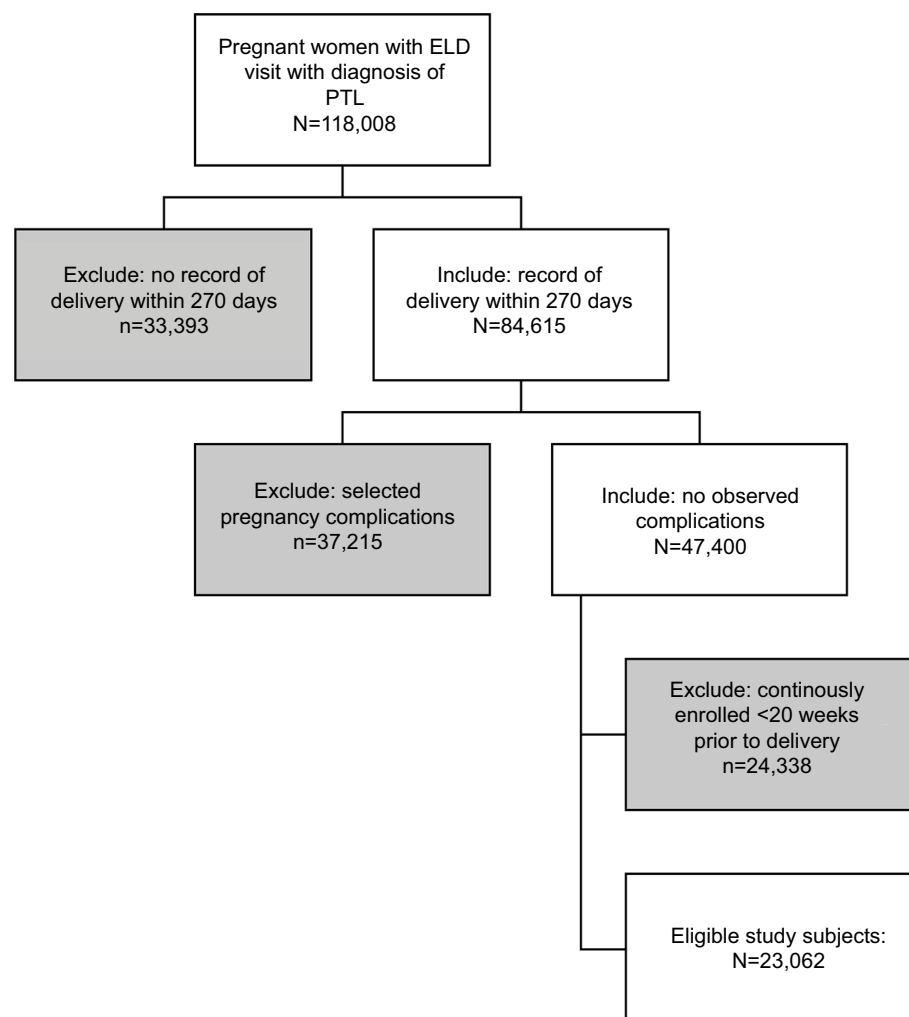 Pregnant women with ELD
visit with diagnosis of
PTL
N=118,008
Exclude: no record of
delivery within 270 days
n=33,393
Include: record of
delivery within 270 days
N=84,615
Exclude: selected
pregnancy complications
n=37,215
Include: no observed
complications
N=47,400
Exclude: continously
enrolled <20 weeks
prior to delivery
n=24,338
Eligible study subjects:
N=23,062